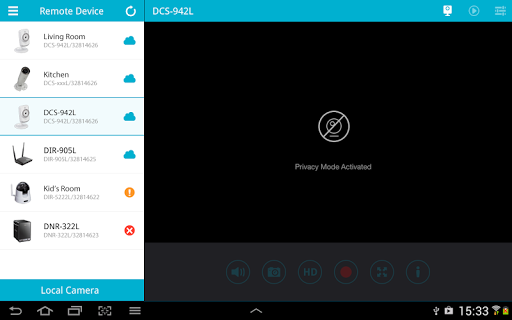 Remote Device
DCS-942L
Living Room
DCS-942L/32814626
Kitchen
DCS-xxxL/32814626
DCS-942L
DCS-942L/32814626
DIR-905L
DIR-905L/32814625
Kid's Room
DIR-5222L/32814622
DNR-322L
DNR-322L/32814623
Local Camera
Privacy Mode Activated
HD
15:33